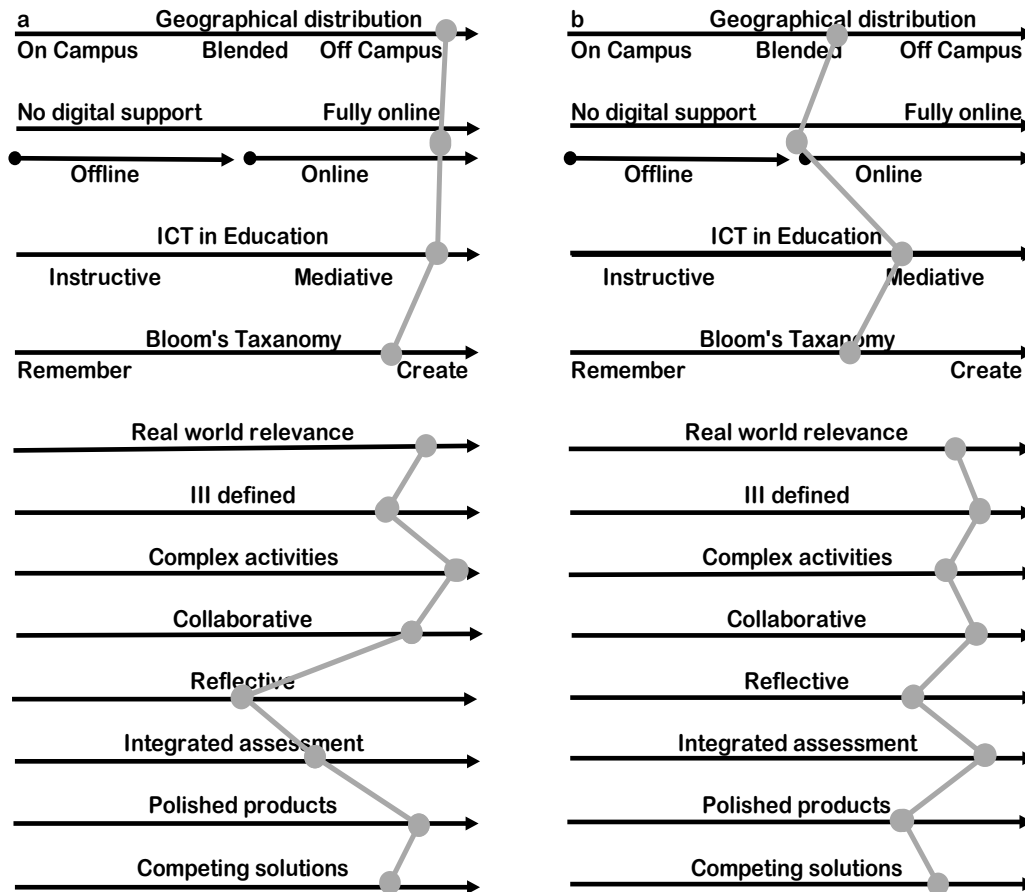 a
Geographical distribution
On Campus Blended Off Campus
No digital support Fully online
Offline Online
ICT in Education
Instructive Mediative
Bloom's Taxanomy
Remember Create
Real world relevance
III defined
Complex activities
Collaborative
Reflective
Integrated assessment
Polished products
Competing solutions
b
Geographical distribution
On Campus Blended Off Campus
No digital support Fully online
Offline Online
ICT in Education
Instructive Mediative
Bloom's Taxanomy
Remember Create
Real world relevance
III defined
Complex activities
Collaborative
Reflective
Integrated assessment
Polished products
Competing solutions